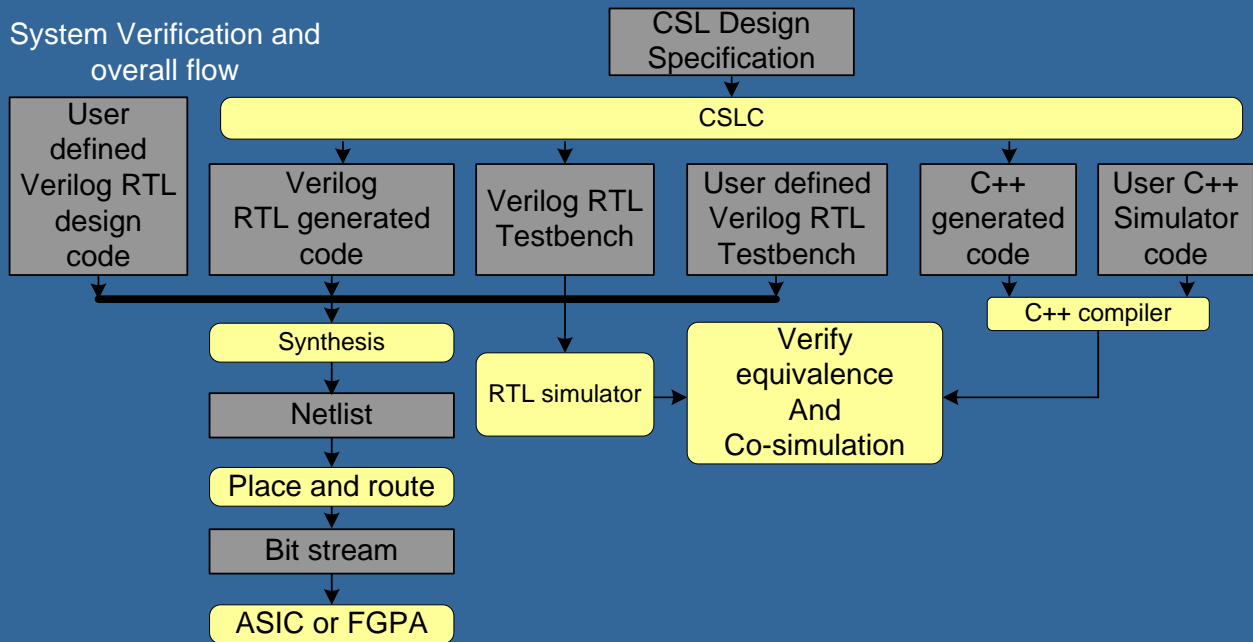 System Verification and
overall flow
CSL Design
Specification
CSLC
User
defined
Verilog RTL
design
code
Verilog
RTL generated
code
Verilog RTL
Testbench
User defined
Verilog RTL
Testbench
C++
generated
code
User C++
Simulator
code
C++ compiler
Synthesis
RTL simulator
Verify
equivalence
And
Co-simulation
Netlist
Place and route
Bit stream
ASIC or FGPA